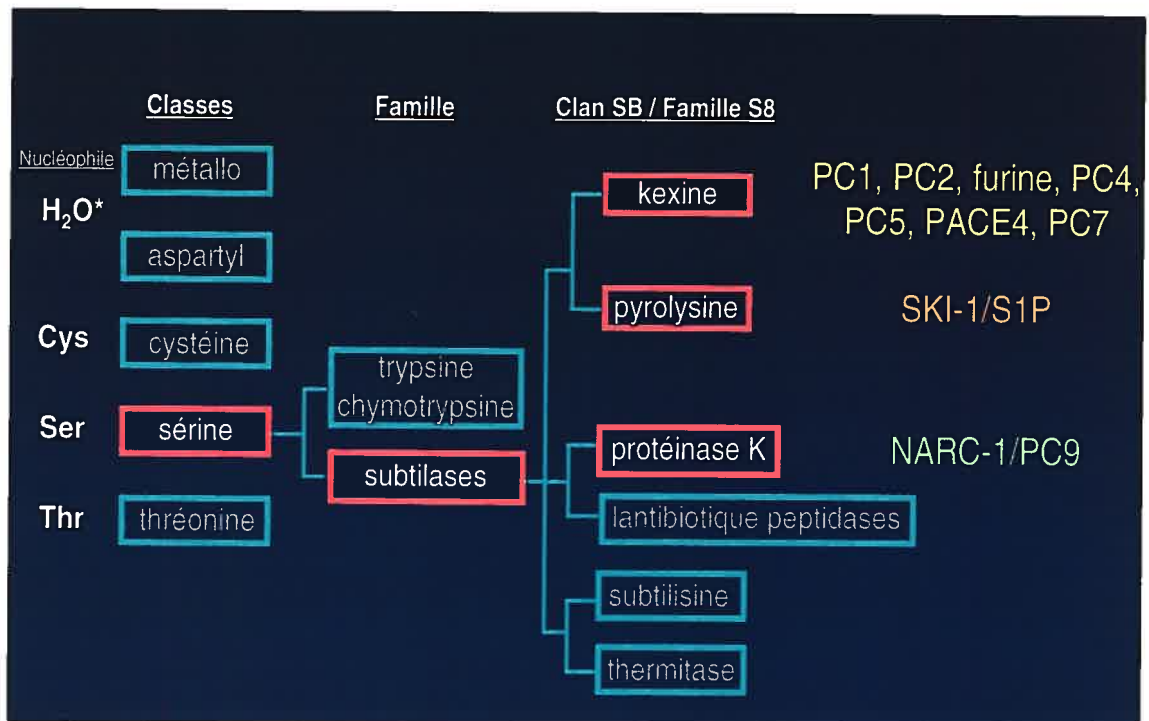 Classes
Famille
Clan SB / Famille S8
Nucléophile
métallo
H₂O*
aspartyl
Cys
cystéine
Ser
sérine
Thr
thréonine
trypsine
chymotrypsine
subtilases
kexine
PC1, PC2, furine, PC4,
PC5, PACE4, PC7
pyrolysine
SKI-1/S1P
protéinase K
NARC-1/PC9
lantibiotique peptidases
subtilisine
thermitase